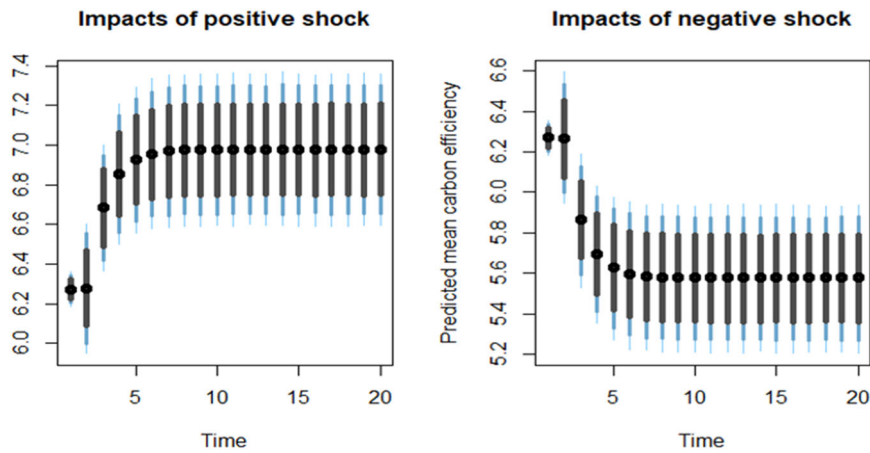 Impacts of positive shock
7.4
7.2
7.0
6.8
6.6
6.4
6.2
6.0
5 10 15 20
Time
Impacts of negative shock
Predicted mean carbon efficiency
6.6
6.4
6.2
6.0
5.8
5.6
5.4
5.2
5 10 15 20
Time